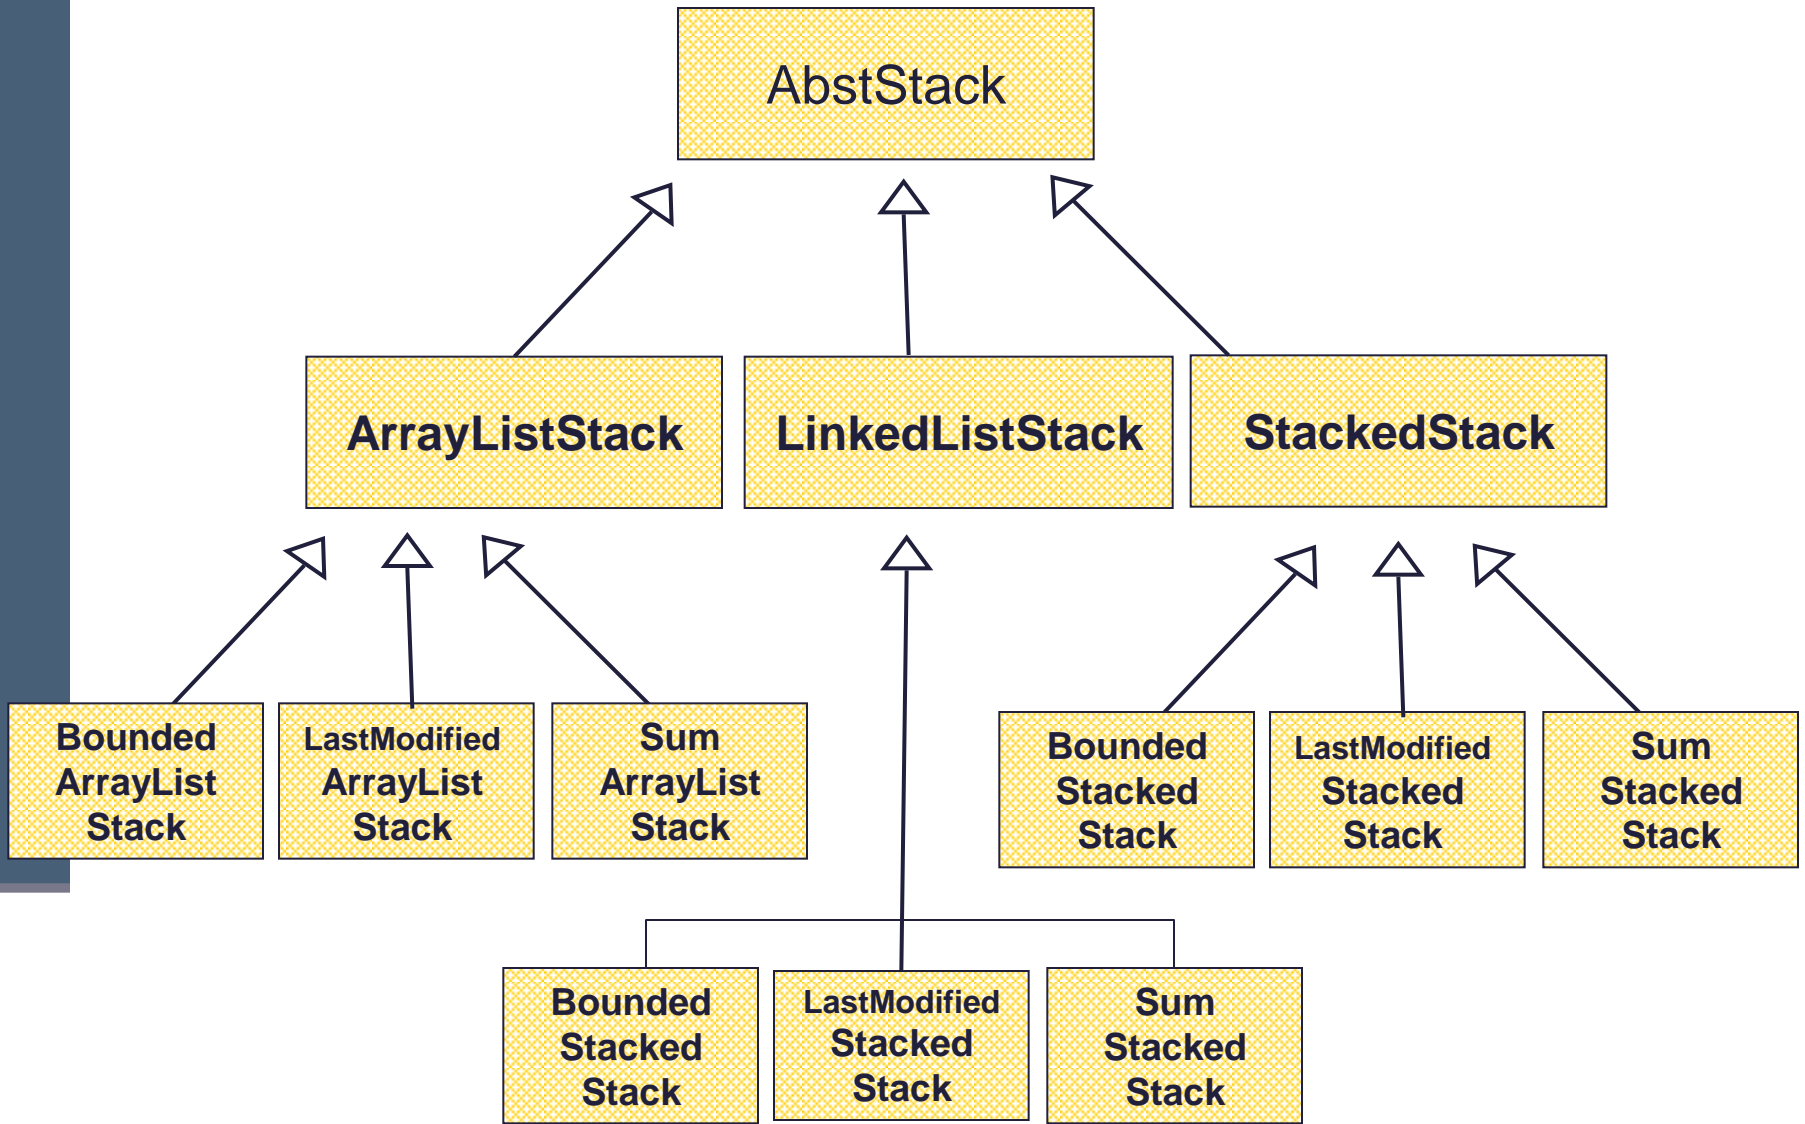 AbstStack
ArrayListStack
LinkedListStack
StackedStack
Bounded
ArrayList
Stack
LastModified
ArrayList
Stack
Sum
ArrayList
Stack
Bounded
Stacked
Stack
LastModified
Stacked
Stack
Sum
Stacked
Stack
Bounded
Stacked
Stack
LastModified
Stacked
Stack
Sum
Stacked
Stack